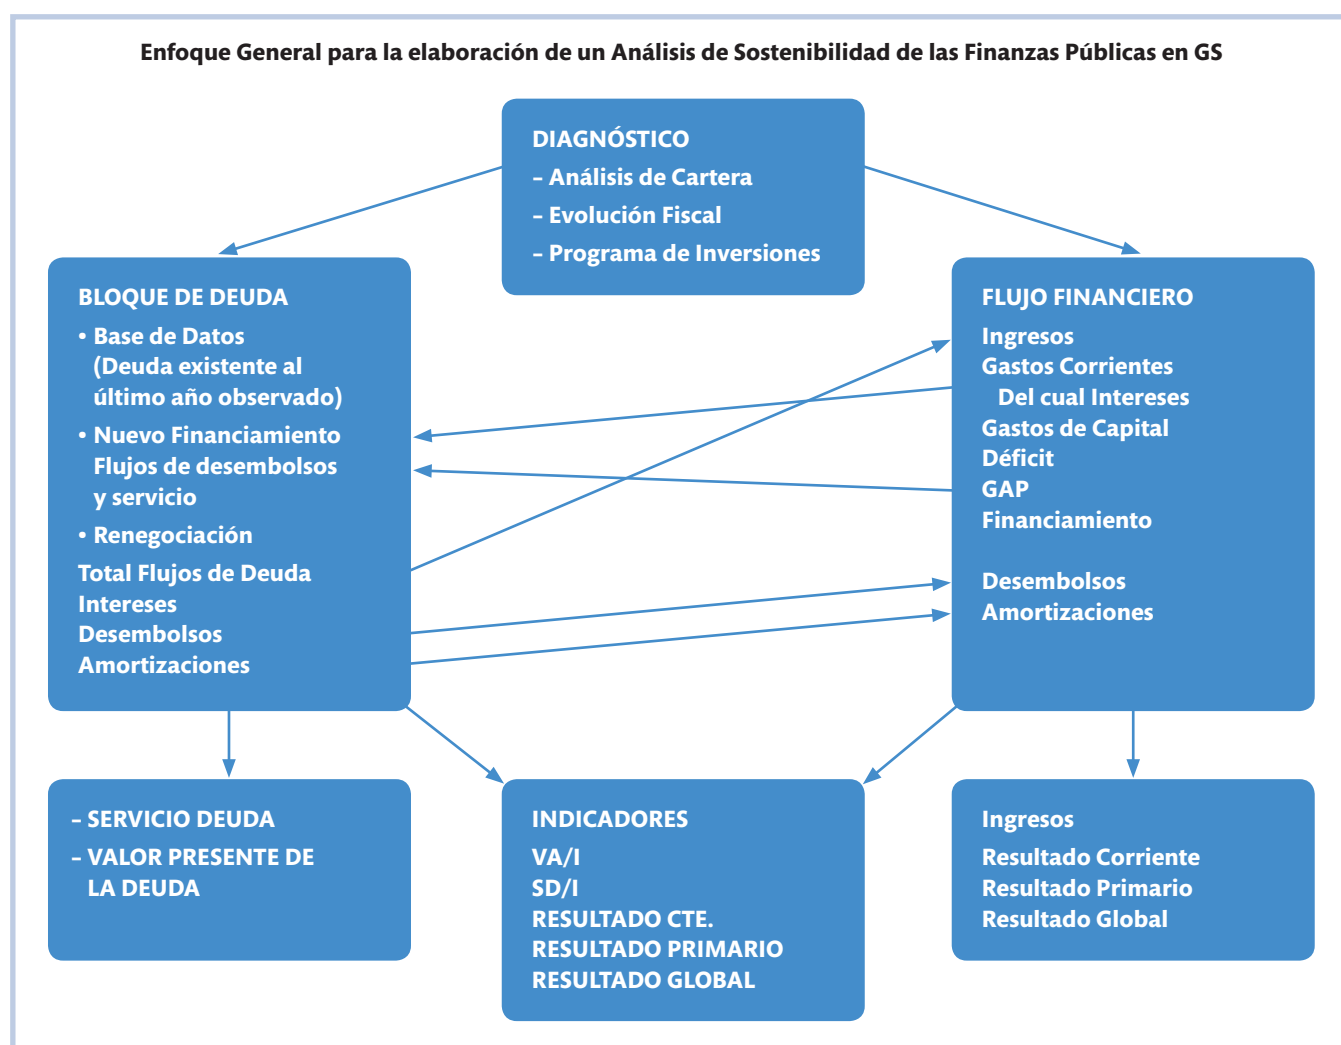 Enfoque General para la elaboración de un Análisis de Sostenibilidad de las Finanzas Públicas en GS
DIAGNÓSTICO
– Análisis de Cartera
– Evolución Fiscal
– Programa de Inversiones
BLOQUE DE DEUDA
• Base de Datos
(Deuda existente al
último año observado)
• Nuevo Financiamiento
Flujos de desembolsos
y servicio
• Renegociación
Total Flujos de Deuda
Intereses
Desembolsos
Amortizaciones
FLUJO FINANCIERO
Ingresos
Gastos Corrientes
Del cual Intereses
Gastos de Capital
Déficit
GAP
Financiamiento
Desembolsos
Amortizaciones
– SERVICIO DEUDA
– VALOR PRESENTE DE
LA DEUDA
INDICADORES
VA/I
SD/I
RESULTADO CTE.
RESULTADO PRIMARIO
RESULTADO GLOBAL
Ingresos
Resultado Corriente
Resultado Primario
Resultado Global